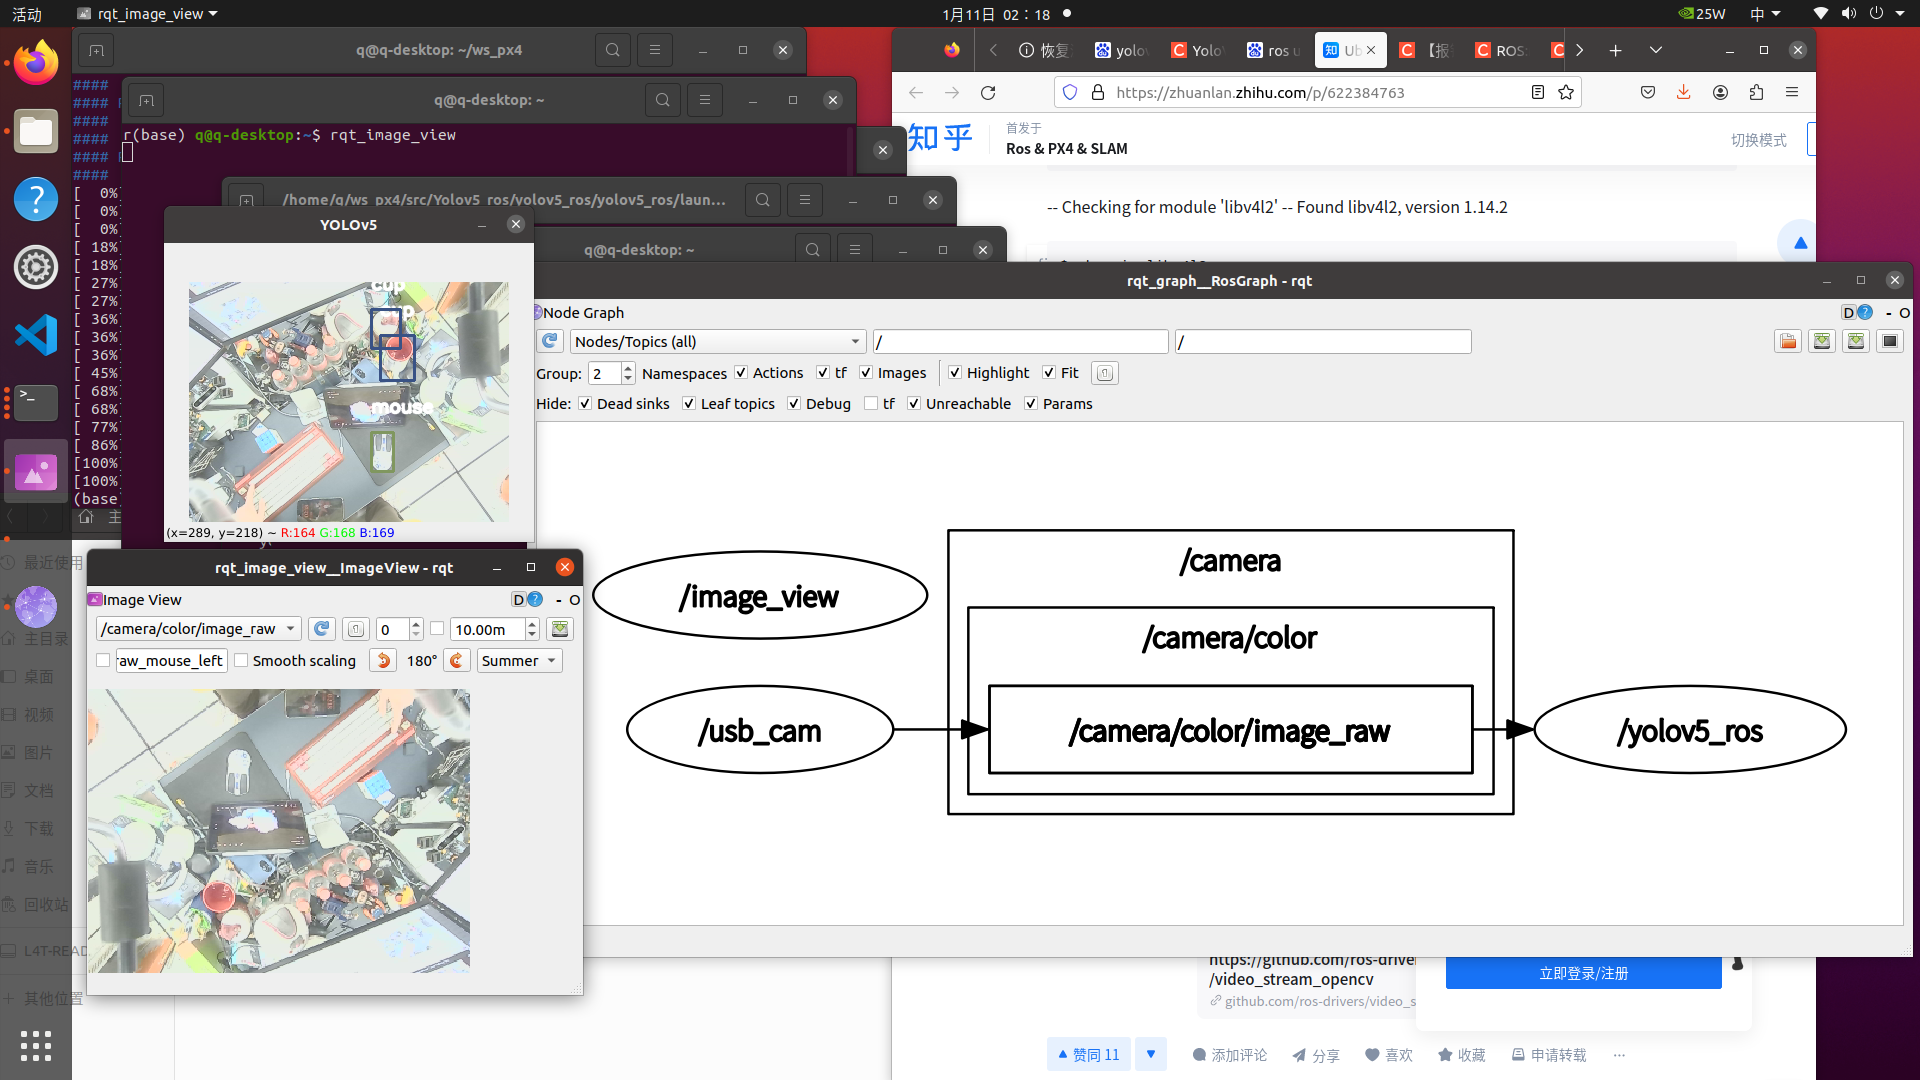 活动
rqt_image_view
1月11日 02：18
25W
中
q@q-desktop: ~/ws_px4
####
####
####
####
####
####
[  0%]
[  0%]
[  0%]
[ 18%]
[ 18%]
[ 27%]
[ 27%]
[ 36%]
[ 36%]
[ 36%]
[ 45%]
[ 68%]
[ 68%]
[ 77%]
[ 86%]
[100%]
[100%]
(base)
q@q-desktop: ~
r(base) q@q-desktop:~$ rqt_image_view
/home/q/ws_px4/src/Yolov5_ros/yolov5_ros/yolov5_ros/laun...
q@q-desktop: ~
YOLOv5
cup
mouse
(x=289, y=218) ~ R:164 G:168 B:169
恢复
yolo
Yolo
ros u
Ub
【报
ROS
https://zhuanlan.zhihu.com/p/622384763
知乎
首发于
Ros & PX4 & SLAM
切换模式
-- Checking for module 'libv4l2' -- Found libv4l2, version 1.14.2
rqt_graph__RosGraph - rqt
Node Graph
D
- O
Nodes/Topics (all)
/
/
Group: 2 Namespaces Actions tf Images Highlight Fit
Hide: Dead sinks Leaf topics Debug tf Unreachable Params
/image_view
/camera
/camera/color
/usb_cam
/camera/color/image_raw
/yolov5_ros
rqt_image_view__ImageView - rqt
Image View
D
- O
/camera/color/image_raw
0
10.00m
raw_mouse_left
Smooth scaling
180°
Summer
主
最近使用
主目录
桌面
视频
图片
文档
下载
音乐
回收站
L4T-READ
其他位置
https://github.com/ros-drive
/video_stream_opencv
github.com/ros-drivers/video_s
立即登录/注册
赞同 11
添加评论
分享
喜欢
收藏
申请转载